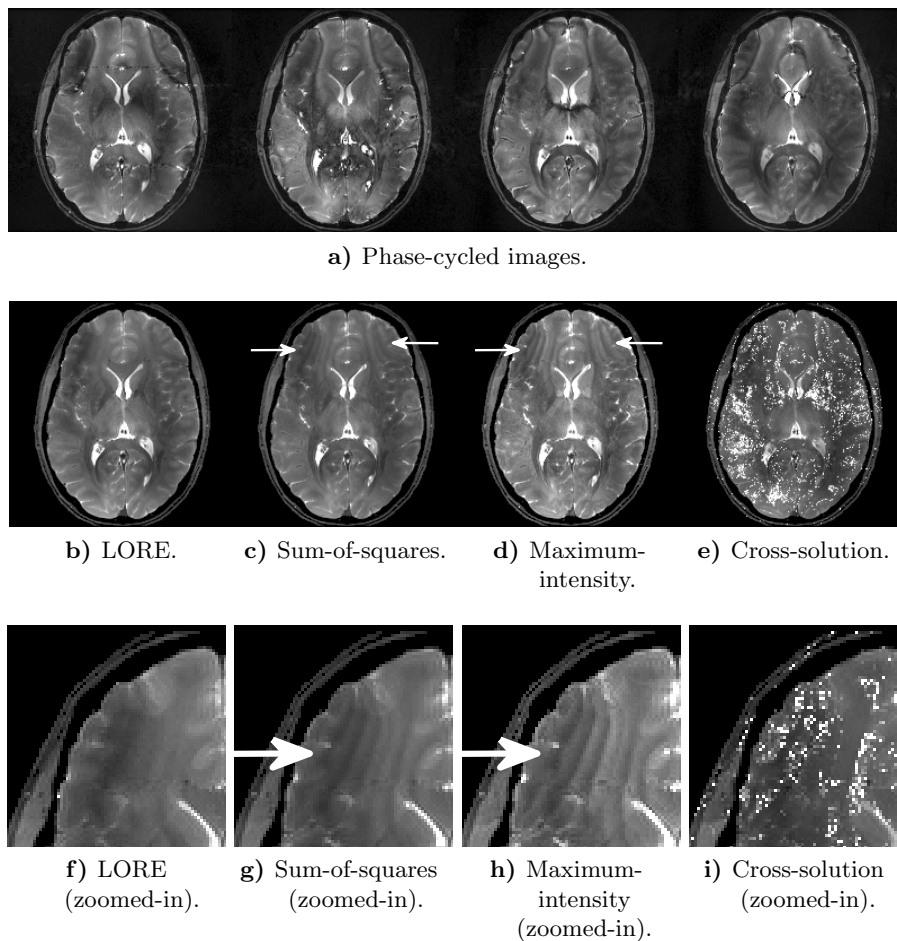 a) Phase-cycled images.
b) LORE.
c) Sum-of-squares.
d) Maximum-
intensity.
e) Cross-solution.
f) LORE
(zoomed-in).
g) Sum-of-squares
(zoomed-in).
h) Maximum-
intensity
(zoomed-in).
i) Cross-solution
(zoomed-in).